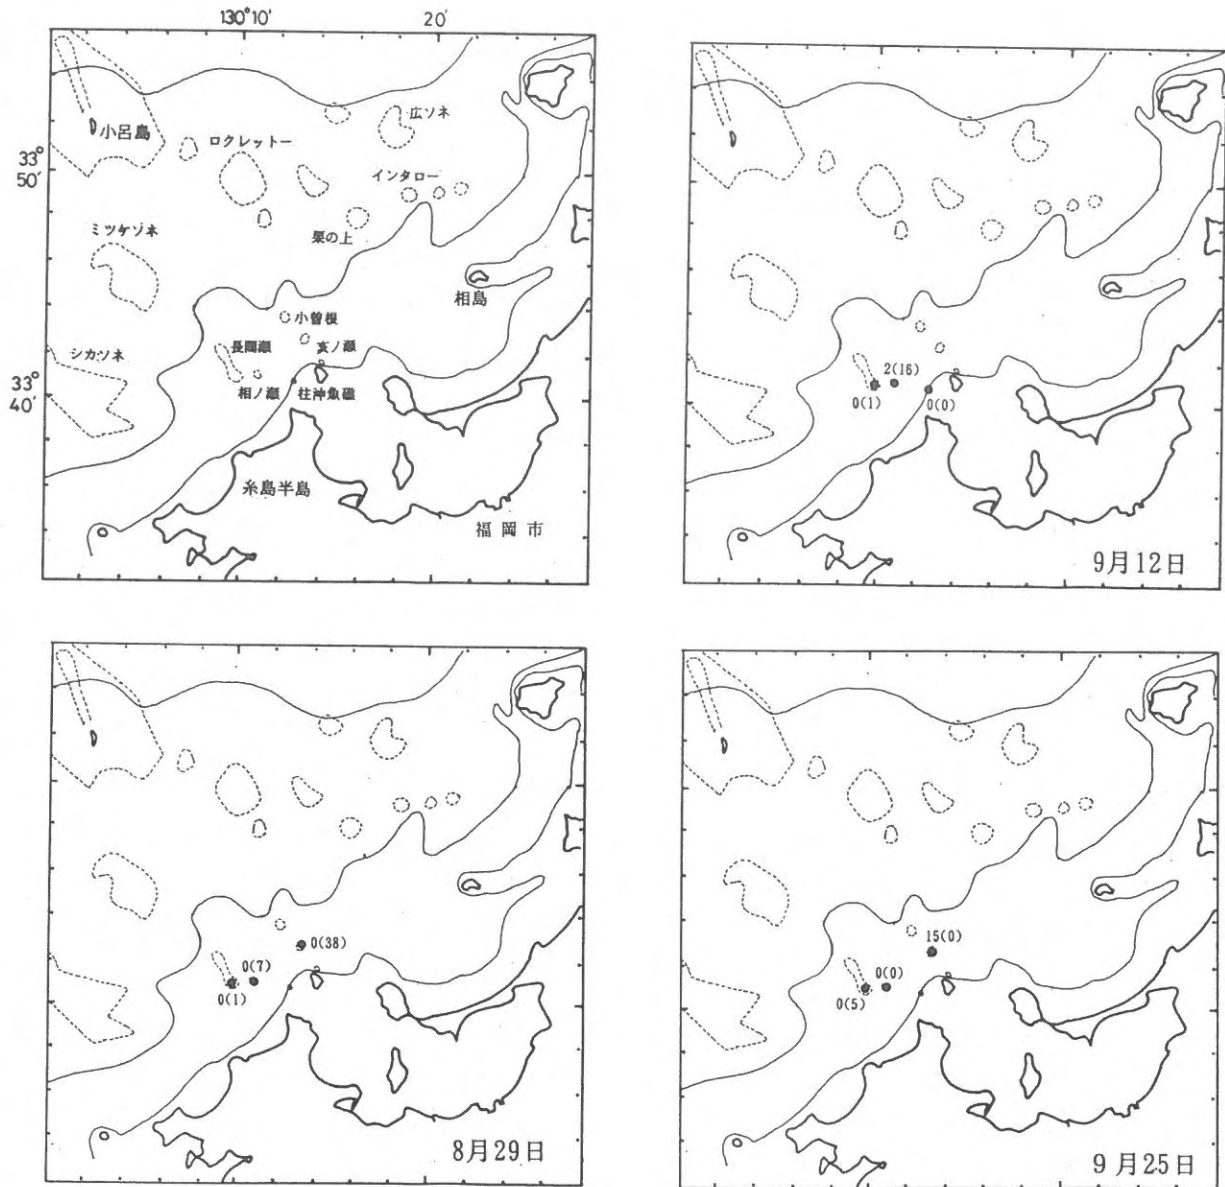 130°10′
20′
広ソネ
小呂島
ロクレットー
33°
50′
インタロー
ミツケゾネ
栗の上
相島
小曽根
シカソネ
長間瀬
亥ノ瀬
33°
40′
相ノ瀬
柱沖魚礁
糸島半島
福岡市
2(16)
0(1)
0(0)
9月12日
0(38)
0(7)
0(1)
8月29日
15(0)
0(0)
0(5)
9月25日